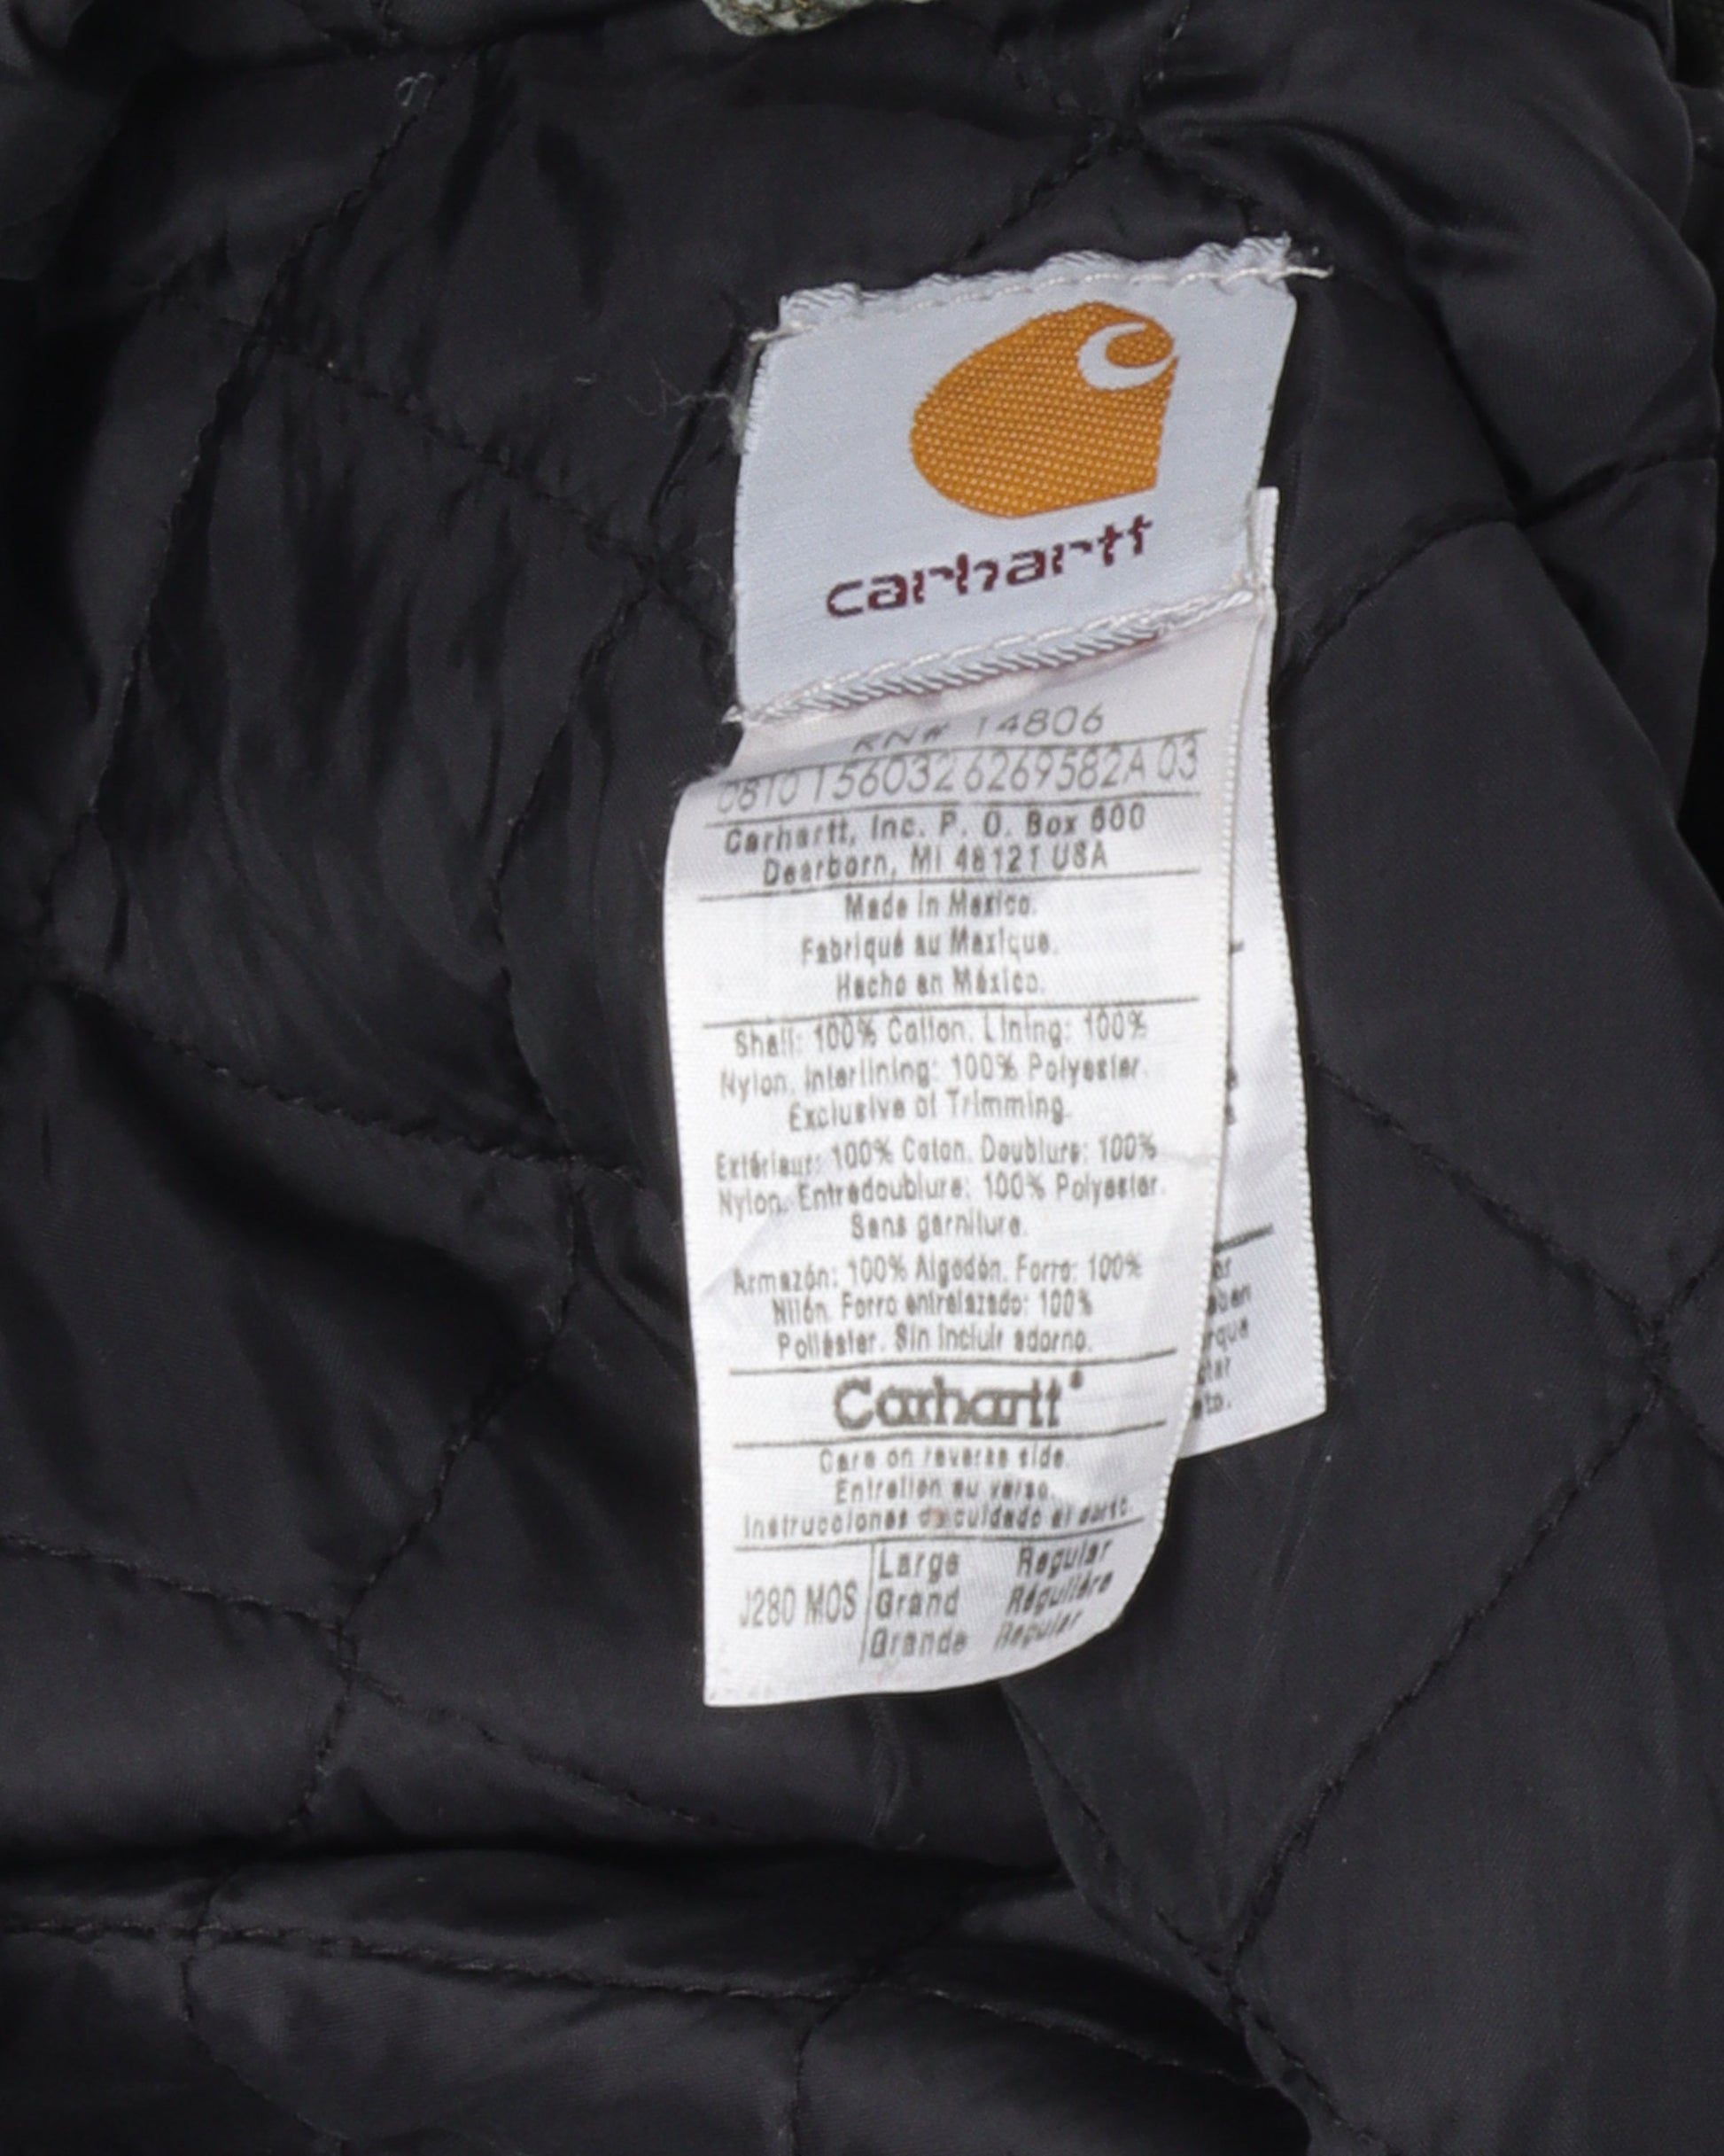 carhartt
RN# 14806
0810 156032 6269582A 03
Carhartt, Inc. P. O. Box 600
Dearborn, MI 48121 USA
Made in Mexico.
Fabriqué au Mexique.
Hecho en México.
Shell: 100% Cotton. Lining: 100%
Nylon. Interlining: 100% Polyester.
Exclusive of Trimming.
Extérieur: 100% Coton. Doublure: 100%
Nylon. Entredoublure: 100% Polyester.
Sans garniture.
Armazón: 100% Algodón. Forro: 100%
Nilón. Forro entrelazado: 100%
Poliéster. Sin incluir adorno.
Carhartt®
Care on reverse side.
Entretien au verso.
Instrucciones de cuidado al dorso.
J280 MOS
Large Regular
Grand Régulière
Grande Regular